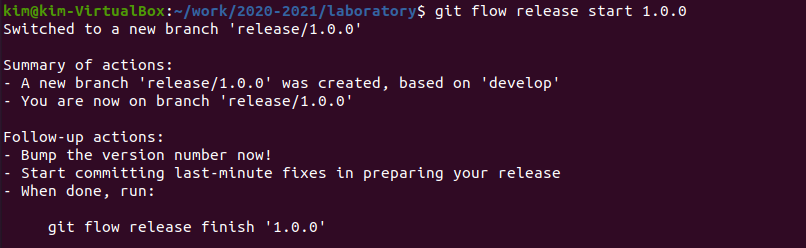 kim@kim-VirtualBox:~/work/2020-2021/laboratory$ git flow release start 1.0.0
Switched to a new branch 'release/1.0.0'

Summary of actions:
- A new branch 'release/1.0.0' was created, based on 'develop'
- You are now on branch 'release/1.0.0'

Follow-up actions:
- Bump the version number now!
- Start committing last-minute fixes in preparing your release
- When done, run:

     git flow release finish '1.0.0'